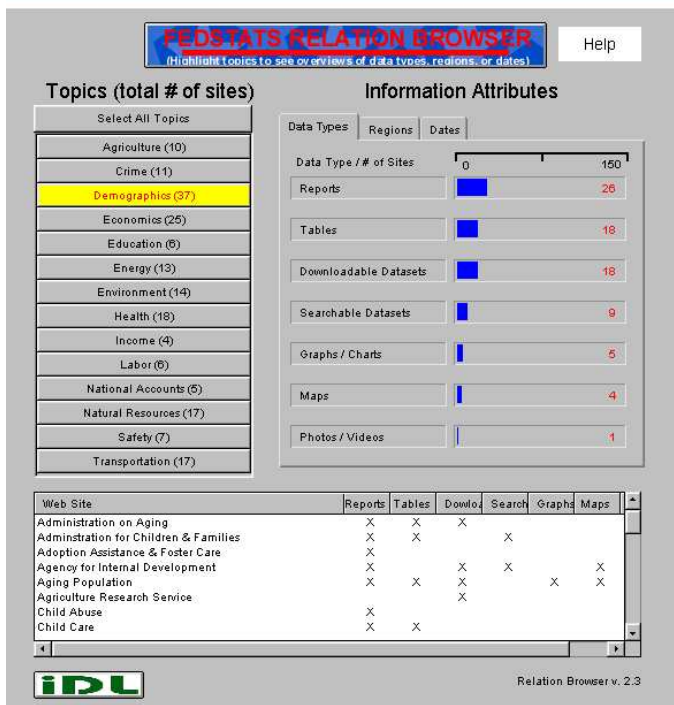 FEDSTATS RELATION BROWSER
(Highlight topics to see overviews of data types, regions, or dates)
Help
Topics (total # of sites)
Select All Topics
Agriculture (10)
Crime (11)
Demographics (37)
Economics (25)
Education (6)
Energy (13)
Environment (14)
Health (18)
Income (4)
Labor (6)
National Accounts (5)
Natural Resources (17)
Safety (7)
Transportation (17)
Information Attributes
Data Types Regions Dates
Data Type / # of Sites 0 150
Reports 26
Tables 18
Downloadable Datasets 18
Searchable Datasets 9
Graphs / Charts 5
Maps 4
Photos / Videos 1
Web Site Reports Tables Dowloa Search Graphs Maps
Administration on Aging X X X
Adminstration for Children & Families X X X
Adoption Assistance & Foster Care X
Agency for Internal Development X X X X
Aging Population X X X X X
Agriculture Research Service X
Child Abuse X
Child Care X X
iDL
Relation Browser v. 2.3